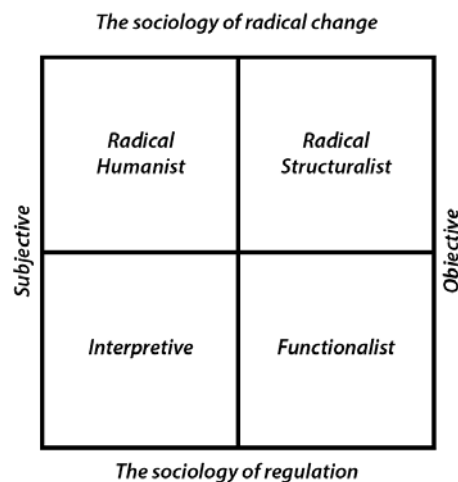 The sociology of radical change
Radical
Humanist
Radical
Structuralist
Subjective
Objective
Interpretive
Functionalist
The sociology of regulation